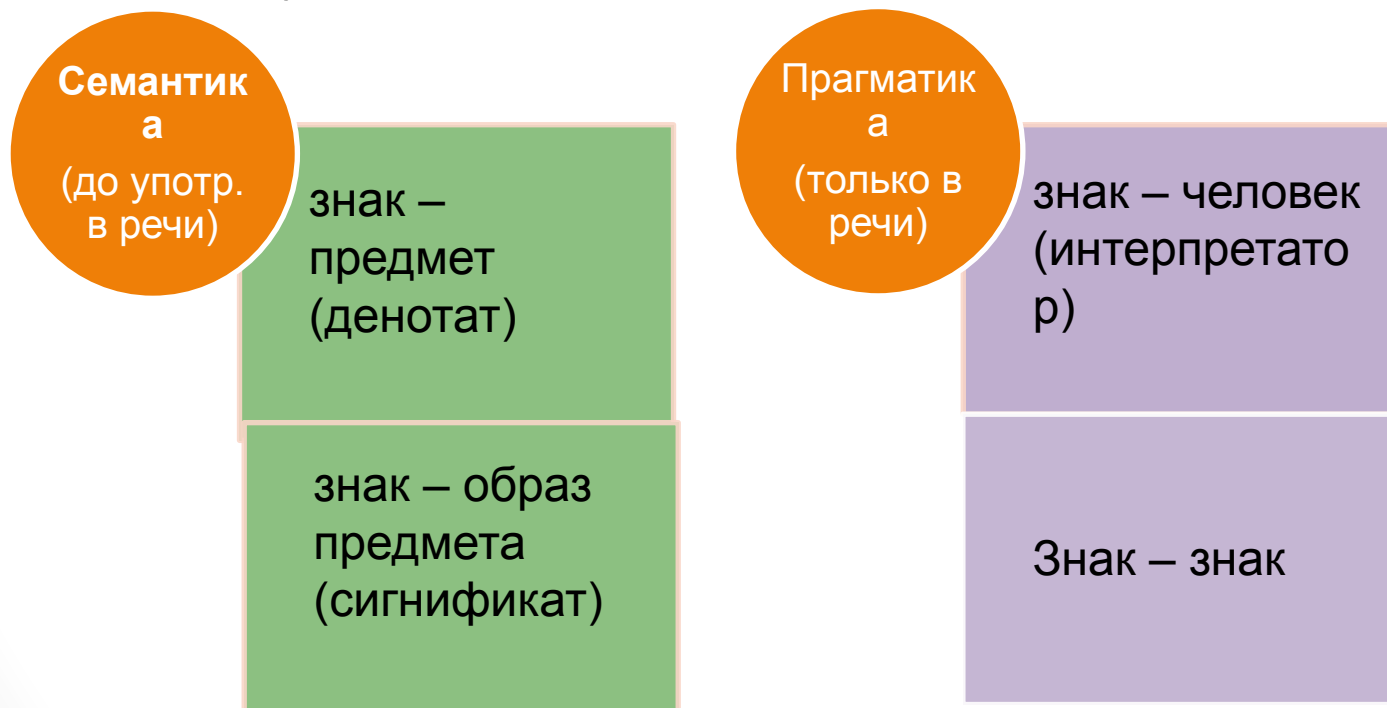 Семантик
а
(до употр.
в речи)
знак –
предмет
(денотат)
знак – образ
предмета
(сигнификат)
Прагматик
а
(только в
речи)
знак – человек
(интерпретато
р)
Знак – знак